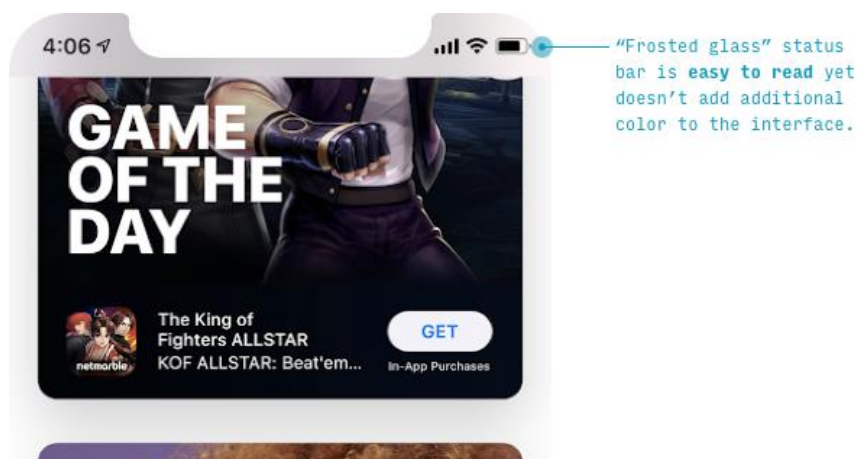 4:06
“Frosted glass” status
bar is easy to read yet
doesn’t add additional
color to the interface.
GAME
OF THE
DAY
The King of
Fighters ALLSTAR
KOF ALLSTAR: Beat'em...
GET
In-App Purchases
netmarble